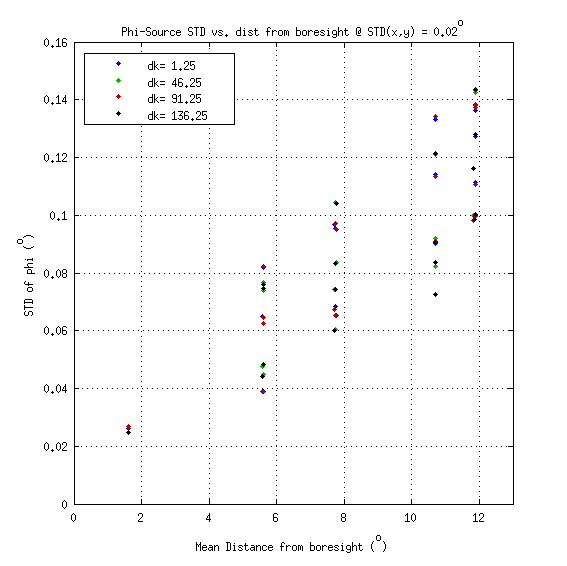 Phi-Source STD vs. dist from boresight @ STD(x,y) = 0.02°
0.16
0.14
0.12
0.1
0.08
0.06
0.04
0.02
0
dk= 1.25
dk= 46.25
dk= 91.25
dk= 136.25
STD of phi (°)
0 2 4 6 8 10 12
Mean Distance from boresight (°)